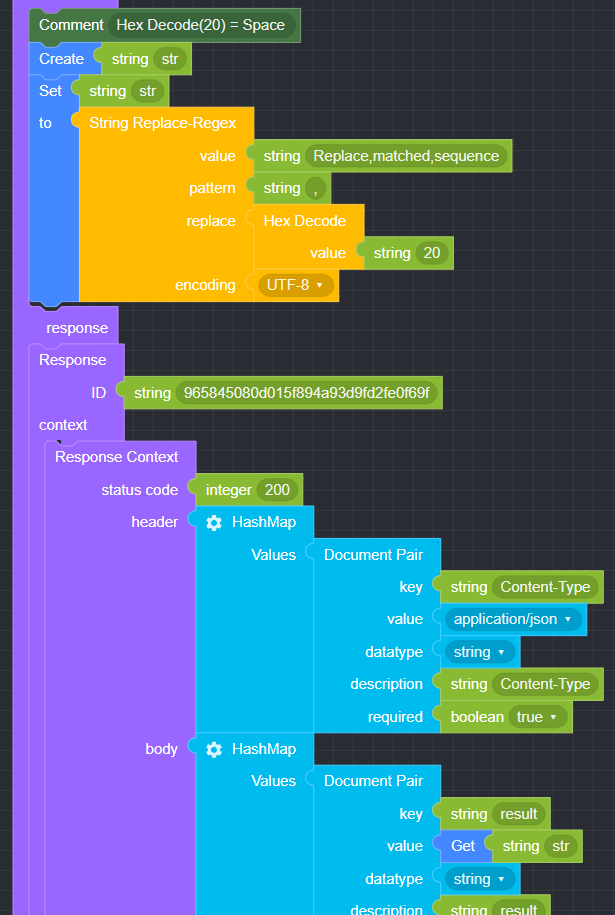 Comment Hex Decode(20) = Space
Create string str
Set string str
to String Replace-Regex
value string Replace,matched,sequence
pattern string ,
replace Hex Decode
value string 20
encoding UTF-8
response
Response
ID string 965845080d015f894a93d9fd2fe0f69f
context
Response Context
status code integer 200
header HashMap
Values Document Pair
key string Content-Type
value application/json
datatype string
description string Content-Type
required boolean true
body HashMap
Values Document Pair
key string result
value Get string str
datatype string
description string result